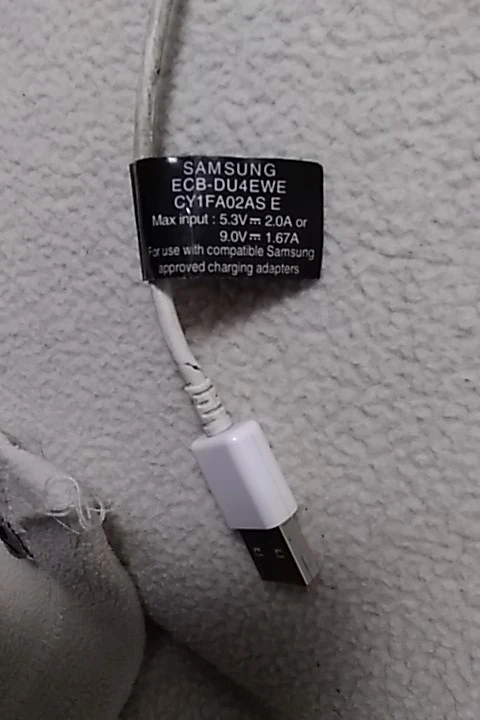 SAMSUNG
ECB-DU4EWE
CY1FA02AS E
Max input : 5.3V⎓ 2.0A or
9.0V⎓ 1.67A
For use with compatible Samsung
approved charging adapters